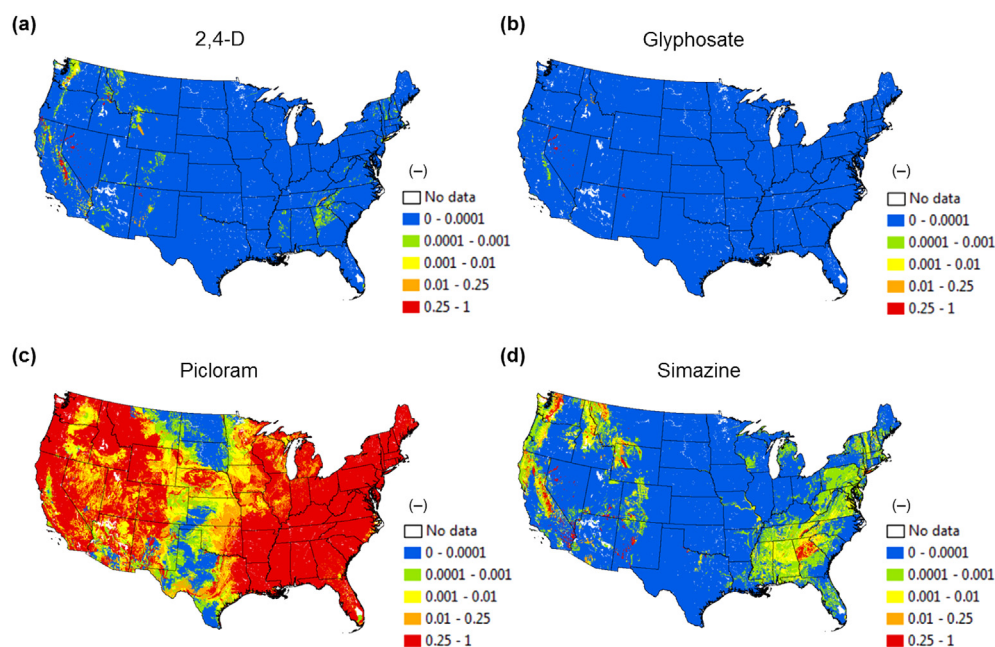 (a)
2,4-D
(–)
No data
0 - 0.0001
0.0001 - 0.001
0.001 - 0.01
0.01 - 0.25
0.25 - 1
(b)
Glyphosate
(–)
No data
0 - 0.0001
0.0001 - 0.001
0.001 - 0.01
0.01 - 0.25
0.25 - 1
(c)
Picloram
(–)
No data
0 - 0.0001
0.0001 - 0.001
0.001 - 0.01
0.01 - 0.25
0.25 - 1
(d)
Simazine
(–)
No data
0 - 0.0001
0.0001 - 0.001
0.001 - 0.01
0.01 - 0.25
0.25 - 1